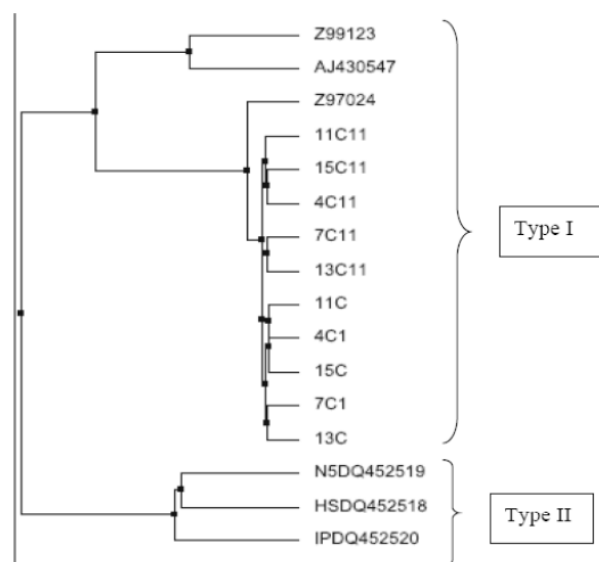 Z99123
AJ430547
Z97024
11C11
15C11
4C11
7C11
13C11
Type I
11C
4C1
15C
7C1
13C
N5DQ452519
HSDQ452518
Type II
IPDQ452520